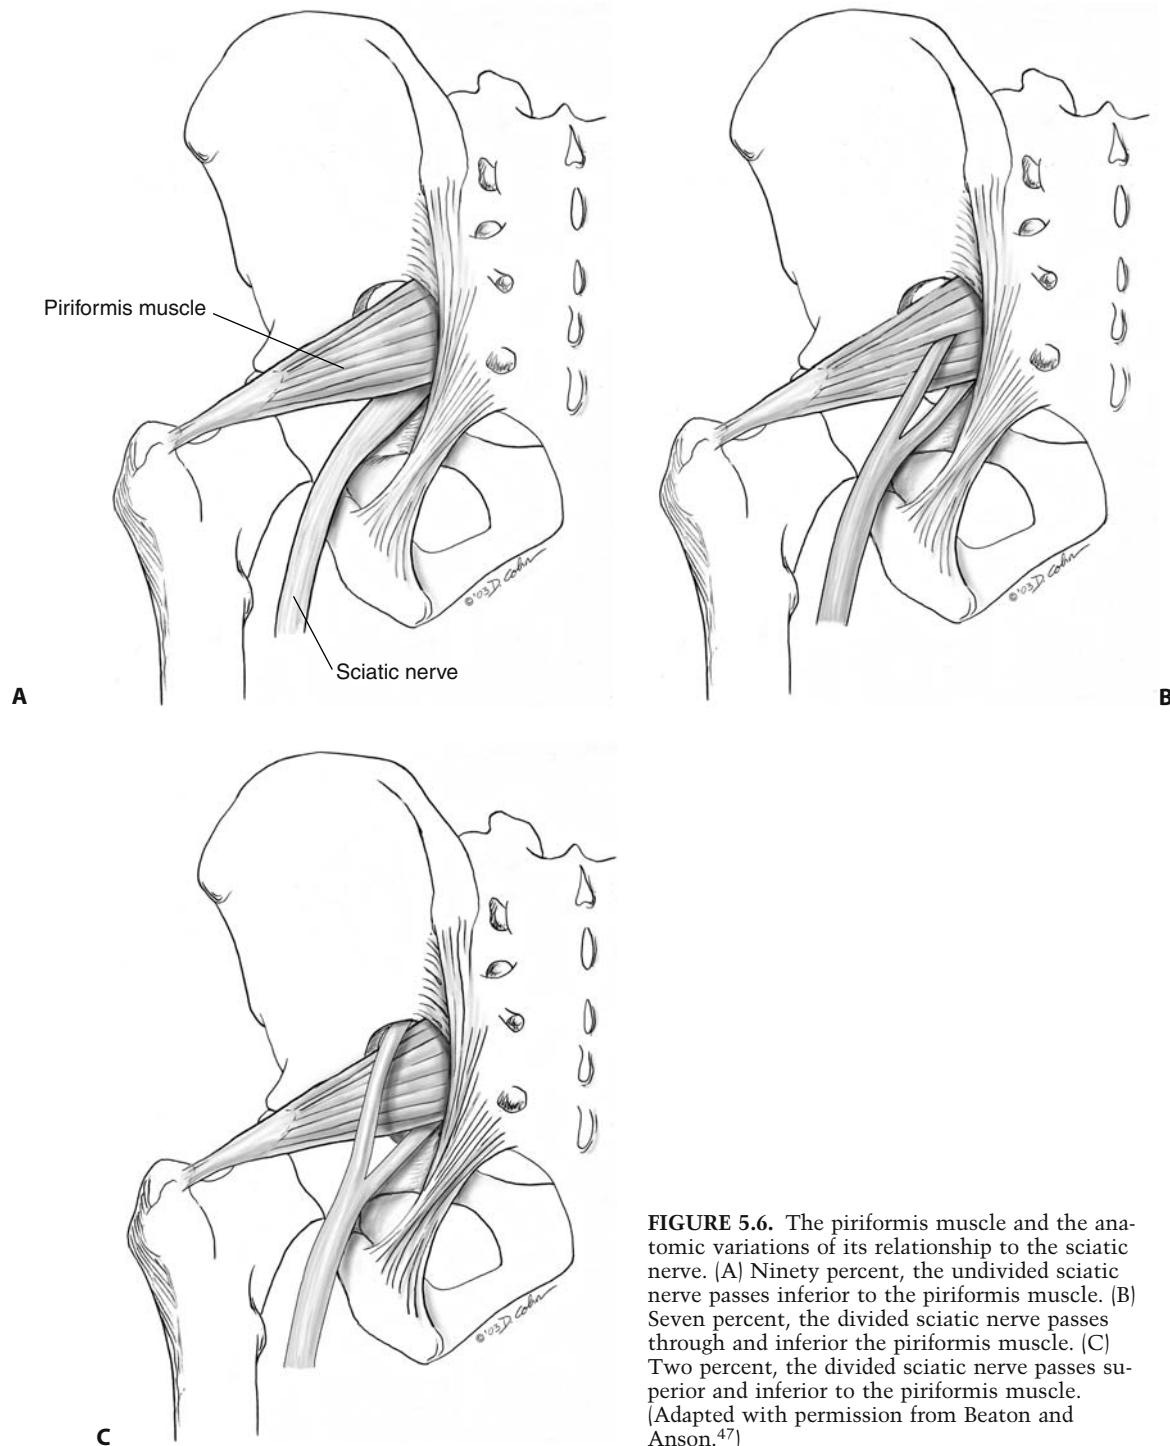 Piriformis muscle
Sciatic nerve
A
©'03 D. Cohn
B
©'03 D. Cohn
C
©'03 D. Cohn
FIGURE 5.6. The piriformis muscle and the ana-
tomic variations of its relationship to the sciatic
nerve. (A) Ninety percent, the undivided sciatic
nerve passes inferior to the piriformis muscle. (B)
Seven percent, the divided sciatic nerve passes
through and inferior the piriformis muscle. (C)
Two percent, the divided sciatic nerve passes su-
perior and inferior to the piriformis muscle.
(Adapted with permission from Beaton and
Anson.47)